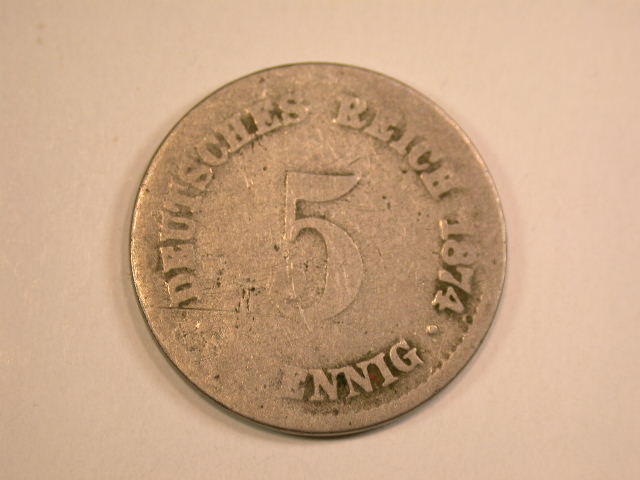 DEUTSCHES REICH 1874 ·
5
ENNIG